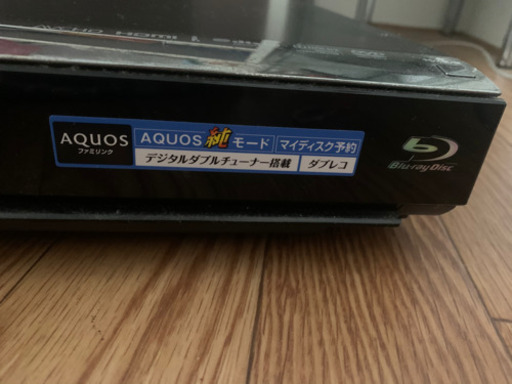 AVCHD HDMI
AQUOS
ファミリンク
AQUOS 純モード
マイディスク予約
デジタルダブルチューナー搭載
ダブレコ
Blu-ray Disc